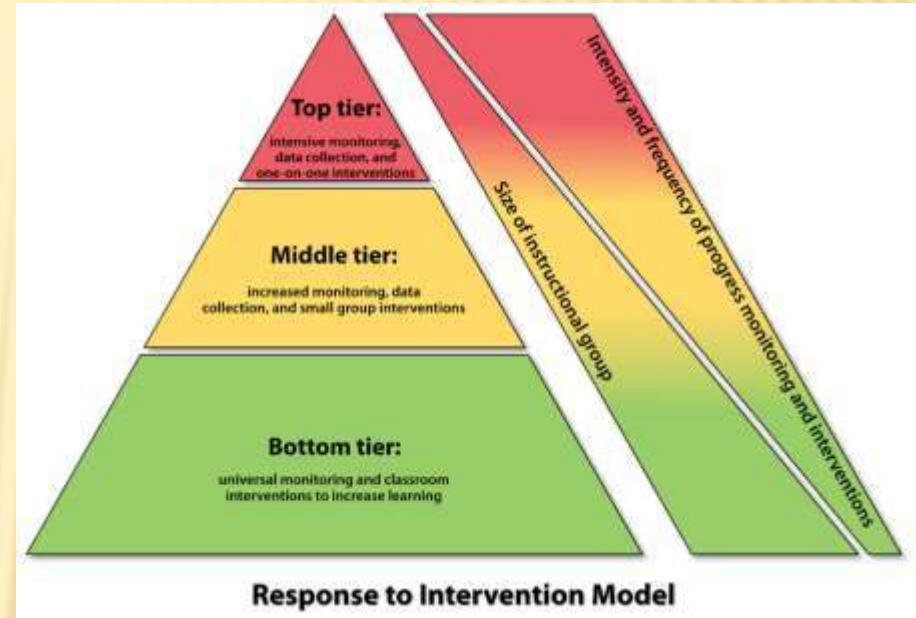 Top tier:
intensive monitoring,
data collection, and
one-on-one interventions
Middle tier:
increased monitoring, data
collection, and small group interventions
Bottom tier:
universal monitoring and classroom
interventions to increase learning
Size of instructional group
Intensity and frequency of progress monitoring and interventions
Response to Intervention Model